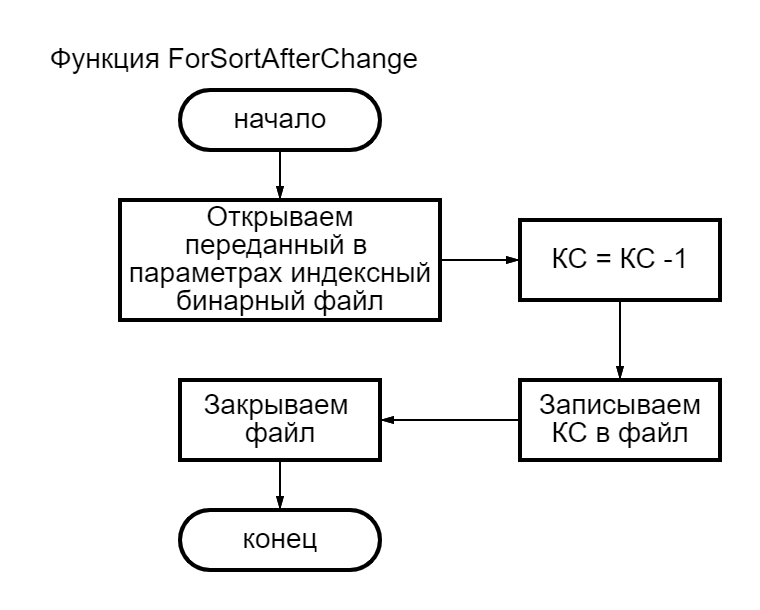 Функция ForSortAfterChange
начало
Открываем
переданный в
параметрах индексный
бинарный файл
КС = КС -1
Записываем
КС в файл
Закрываем
файл
конец